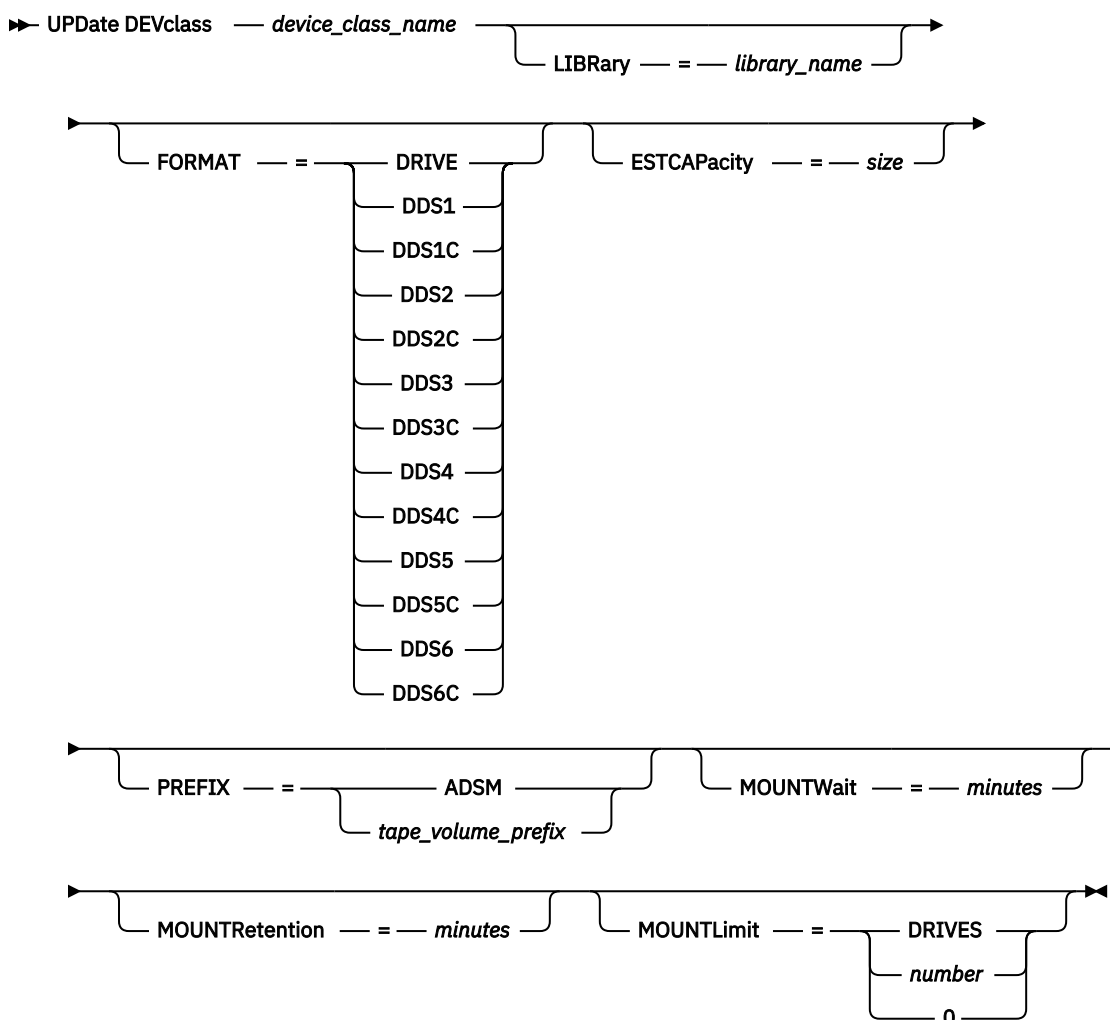 UPDate DEVclass device_class_name
LIBRary = library_name
FORMAT = DRIVE
DDS1
DDS1C
DDS2
DDS2C
DDS3
DDS3C
DDS4
DDS4C
DDS5
DDS5C
DDS6
DDS6C
ESTCAPacity = size
PREFIX = ADSM
tape_volume_prefix
MOUNTWait = minutes
MOUNTRetention = minutes
MOUNTLimit = DRIVES
number
0